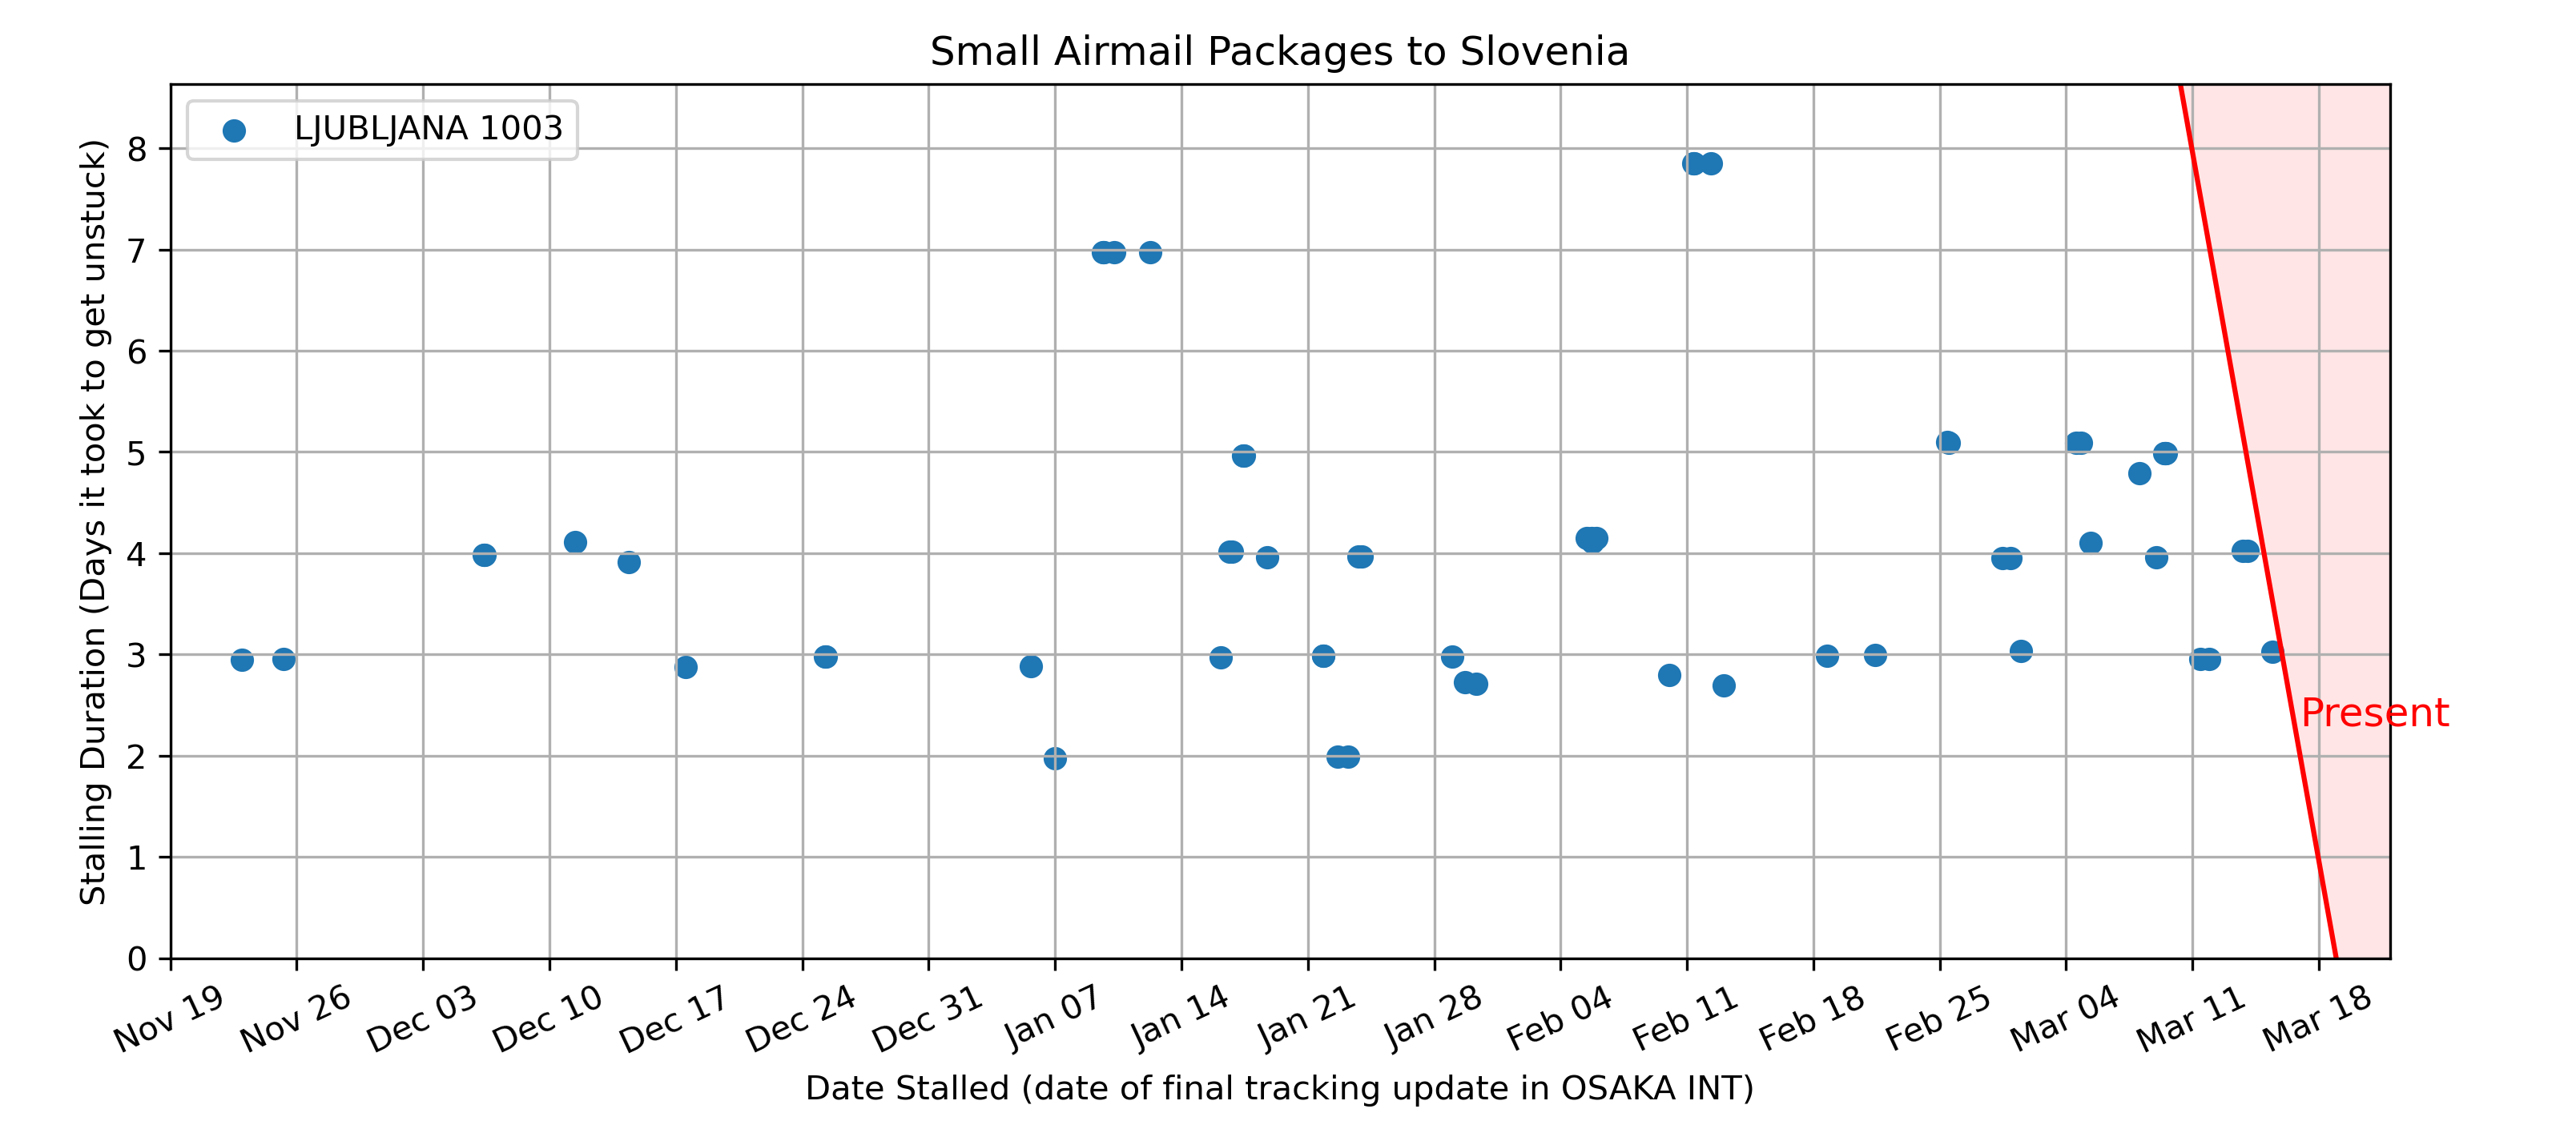 Small Airmail Packages to Slovenia
LJUBLJANA 1003
Stalling Duration (Days it took to get unstuck)
8
7
6
5
4
3
2
1
0
Present
Nov 19 Nov 26 Dec 03 Dec 10 Dec 17 Dec 24 Dec 31 Jan 07 Jan 14 Jan 21 Jan 28 Feb 04 Feb 11 Feb 18 Feb 25 Mar 04 Mar 11 Mar 18
Date Stalled (date of final tracking update in OSAKA INT)